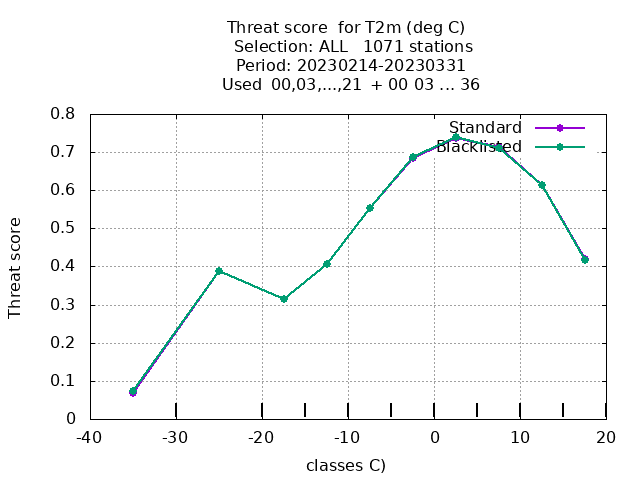 Threat score  for T2m (deg C)
Selection: ALL   1071 stations
Period: 20230214-20230331
Used  00,03,...,21  + 00 03 ... 36
Standard
Blacklisted
0.8
0.7
0.6
0.5
0.4
0.3
0.2
0.1
0
Threat score
-40 -30 -20 -10 0 10 20
classes C)